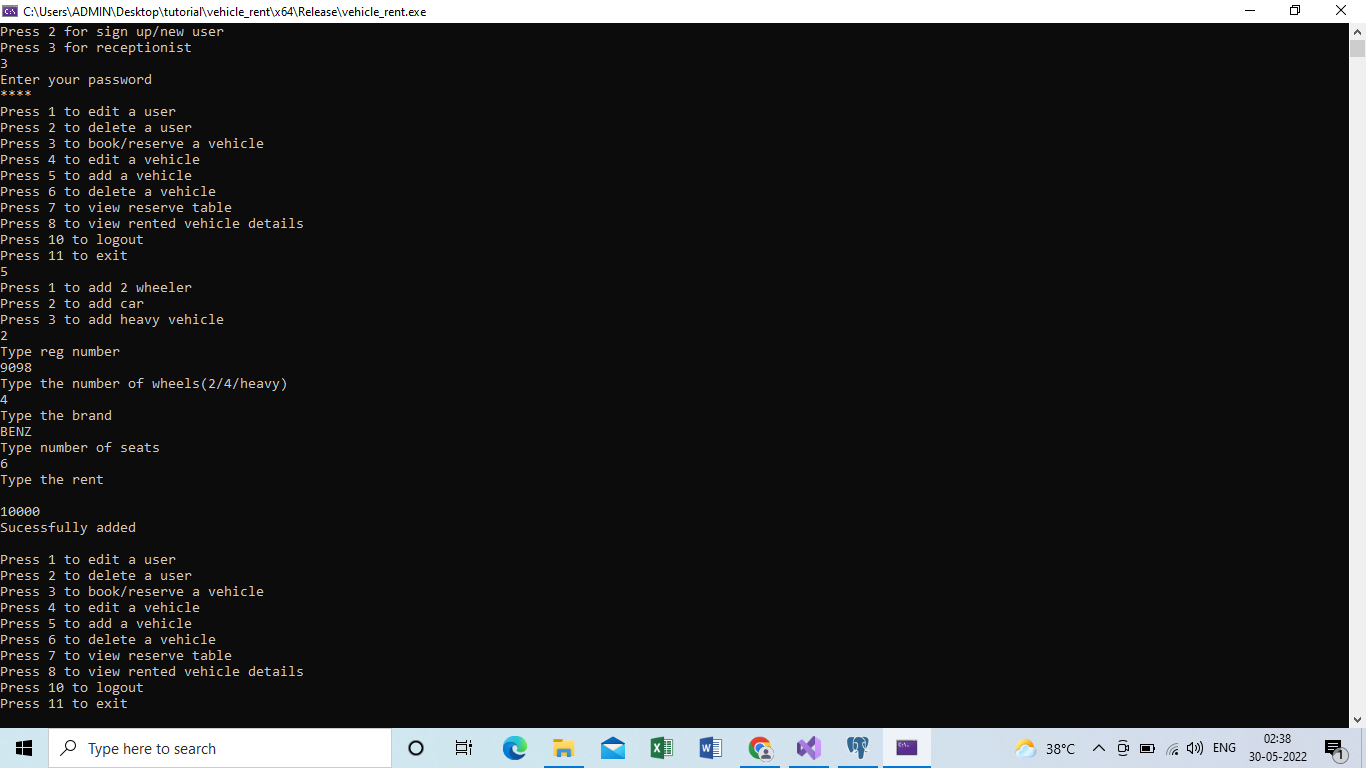 C:\Users\ADMIN\Desktop\tutorial\vehicle_rent\x64\Release\vehicle_rent.exe
Press 2 for sign up/new user
Press 3 for receptionist
3
Enter your password
****
Press 1 to edit a user
Press 2 to delete a user
Press 3 to book/reserve a vehicle
Press 4 to edit a vehicle
Press 5 to add a vehicle
Press 6 to delete a vehicle
Press 7 to view reserve table
Press 8 to view rented vehicle details
Press 10 to logout
Press 11 to exit
5
Press 1 to add 2 wheeler
Press 2 to add car
Press 3 to add heavy vehicle
2
Type reg number
9098
Type the number of wheels(2/4/heavy)
4
Type the brand
BENZ
Type number of seats
6
Type the rent
10000
Sucessfully added
Press 1 to edit a user
Press 2 to delete a user
Press 3 to book/reserve a vehicle
Press 4 to edit a vehicle
Press 5 to add a vehicle
Press 6 to delete a vehicle
Press 7 to view reserve table
Press 8 to view rented vehicle details
Press 10 to logout
Press 11 to exit
Type here to search
38°C
ENG
02:38
30-05-2022
1